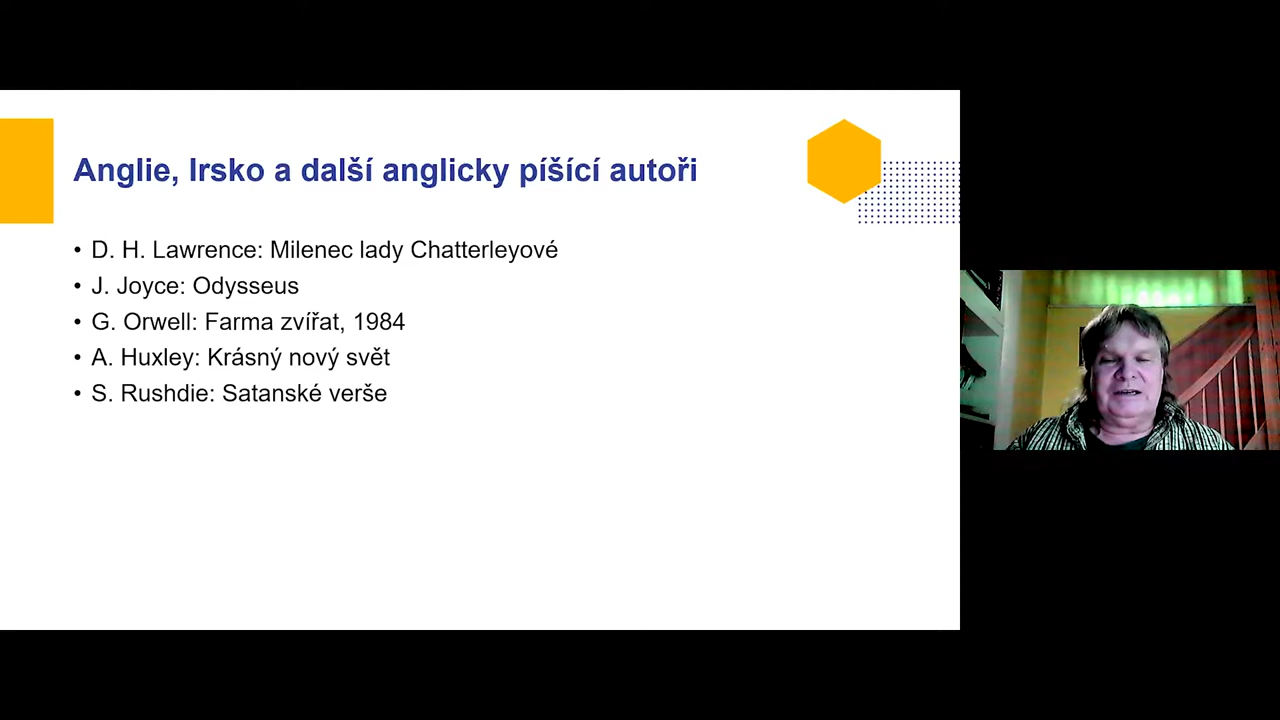 Anglie, Irsko a další anglicky píšící autoři
• D. H. Lawrence: Milenec lady Chatterleyové
• J. Joyce: Odysseus
• G. Orwell: Farma zvířat, 1984
• A. Huxley: Krásný nový svět
• S. Rushdie: Satanské verše